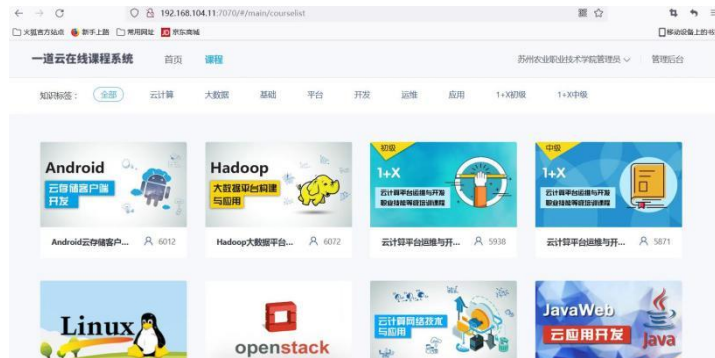 192.168.104.11:7070/#/main/courselist
火狐官方站点 新手上路 常用网址 JD 京东商城 移动设备上的书
一道云在线课程系统 首页 课程 苏州农业职业技术学院管理员 管理后台
知识标签： 全部 云计算 大数据 基础 平台 开发 运维 应用 1+X初级 1+X中级
Android
云存储客户端
开发
Android云存储客户... 6012
Hadoop
大数据平台构建
与应用
Hadoop大数据平台... 6072
初级
1+X
云计算平台运维与开发
职业技能等级培训课程
云计算平台运维与开... 5938
中级
1+X
云计算平台运维与开发
职业技能等级培训课程
云计算平台运维与开... 5871
Linux
openstack
云计算网络技术
与应用
JavaWeb
云应用开发
Java